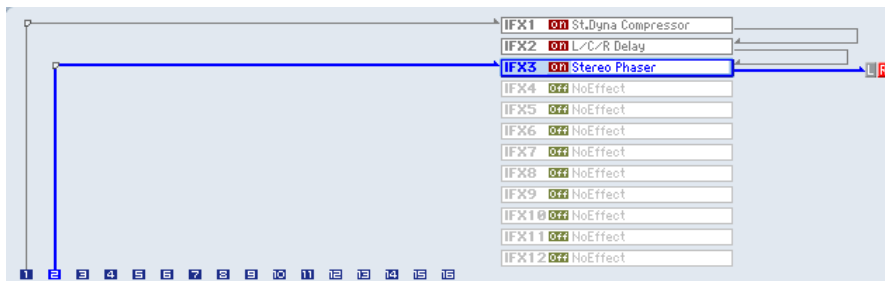 IFX1 On St.Dyna Compressor
IFX2 On L/C/R Delay
IFX3 On Stereo Phaser
L R
IFX4 Off NoEffect
IFX5 Off NoEffect
IFX6 Off NoEffect
IFX7 Off NoEffect
IFX8 Off NoEffect
IFX9 Off NoEffect
IFX10 Off NoEffect
IFX11 Off NoEffect
IFX12 Off NoEffect
1 2 3 4 5 6 7 8 9 10 11 12 13 14 15 16